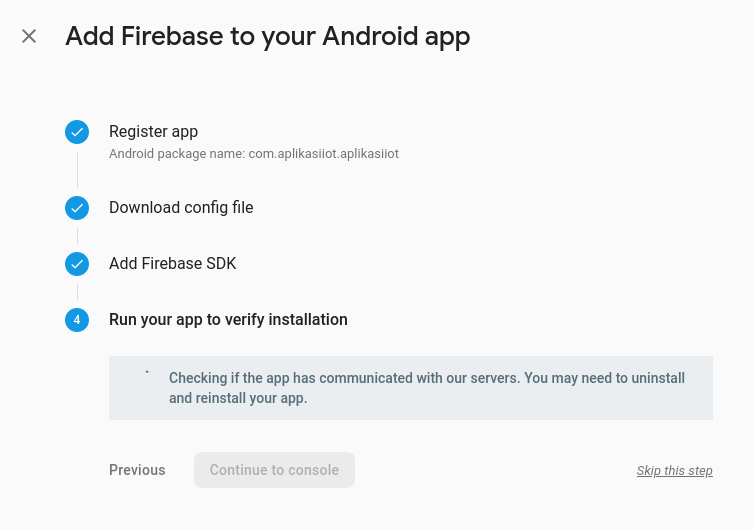 Add Firebase to your Android app
Register app
Android package name: com.aplikasiiot.aplikasiiot
Download config file
Add Firebase SDK
4 Run your app to verify installation
Checking if the app has communicated with our servers. You may need to uninstall
and reinstall your app.
Previous Continue to console Skip this step